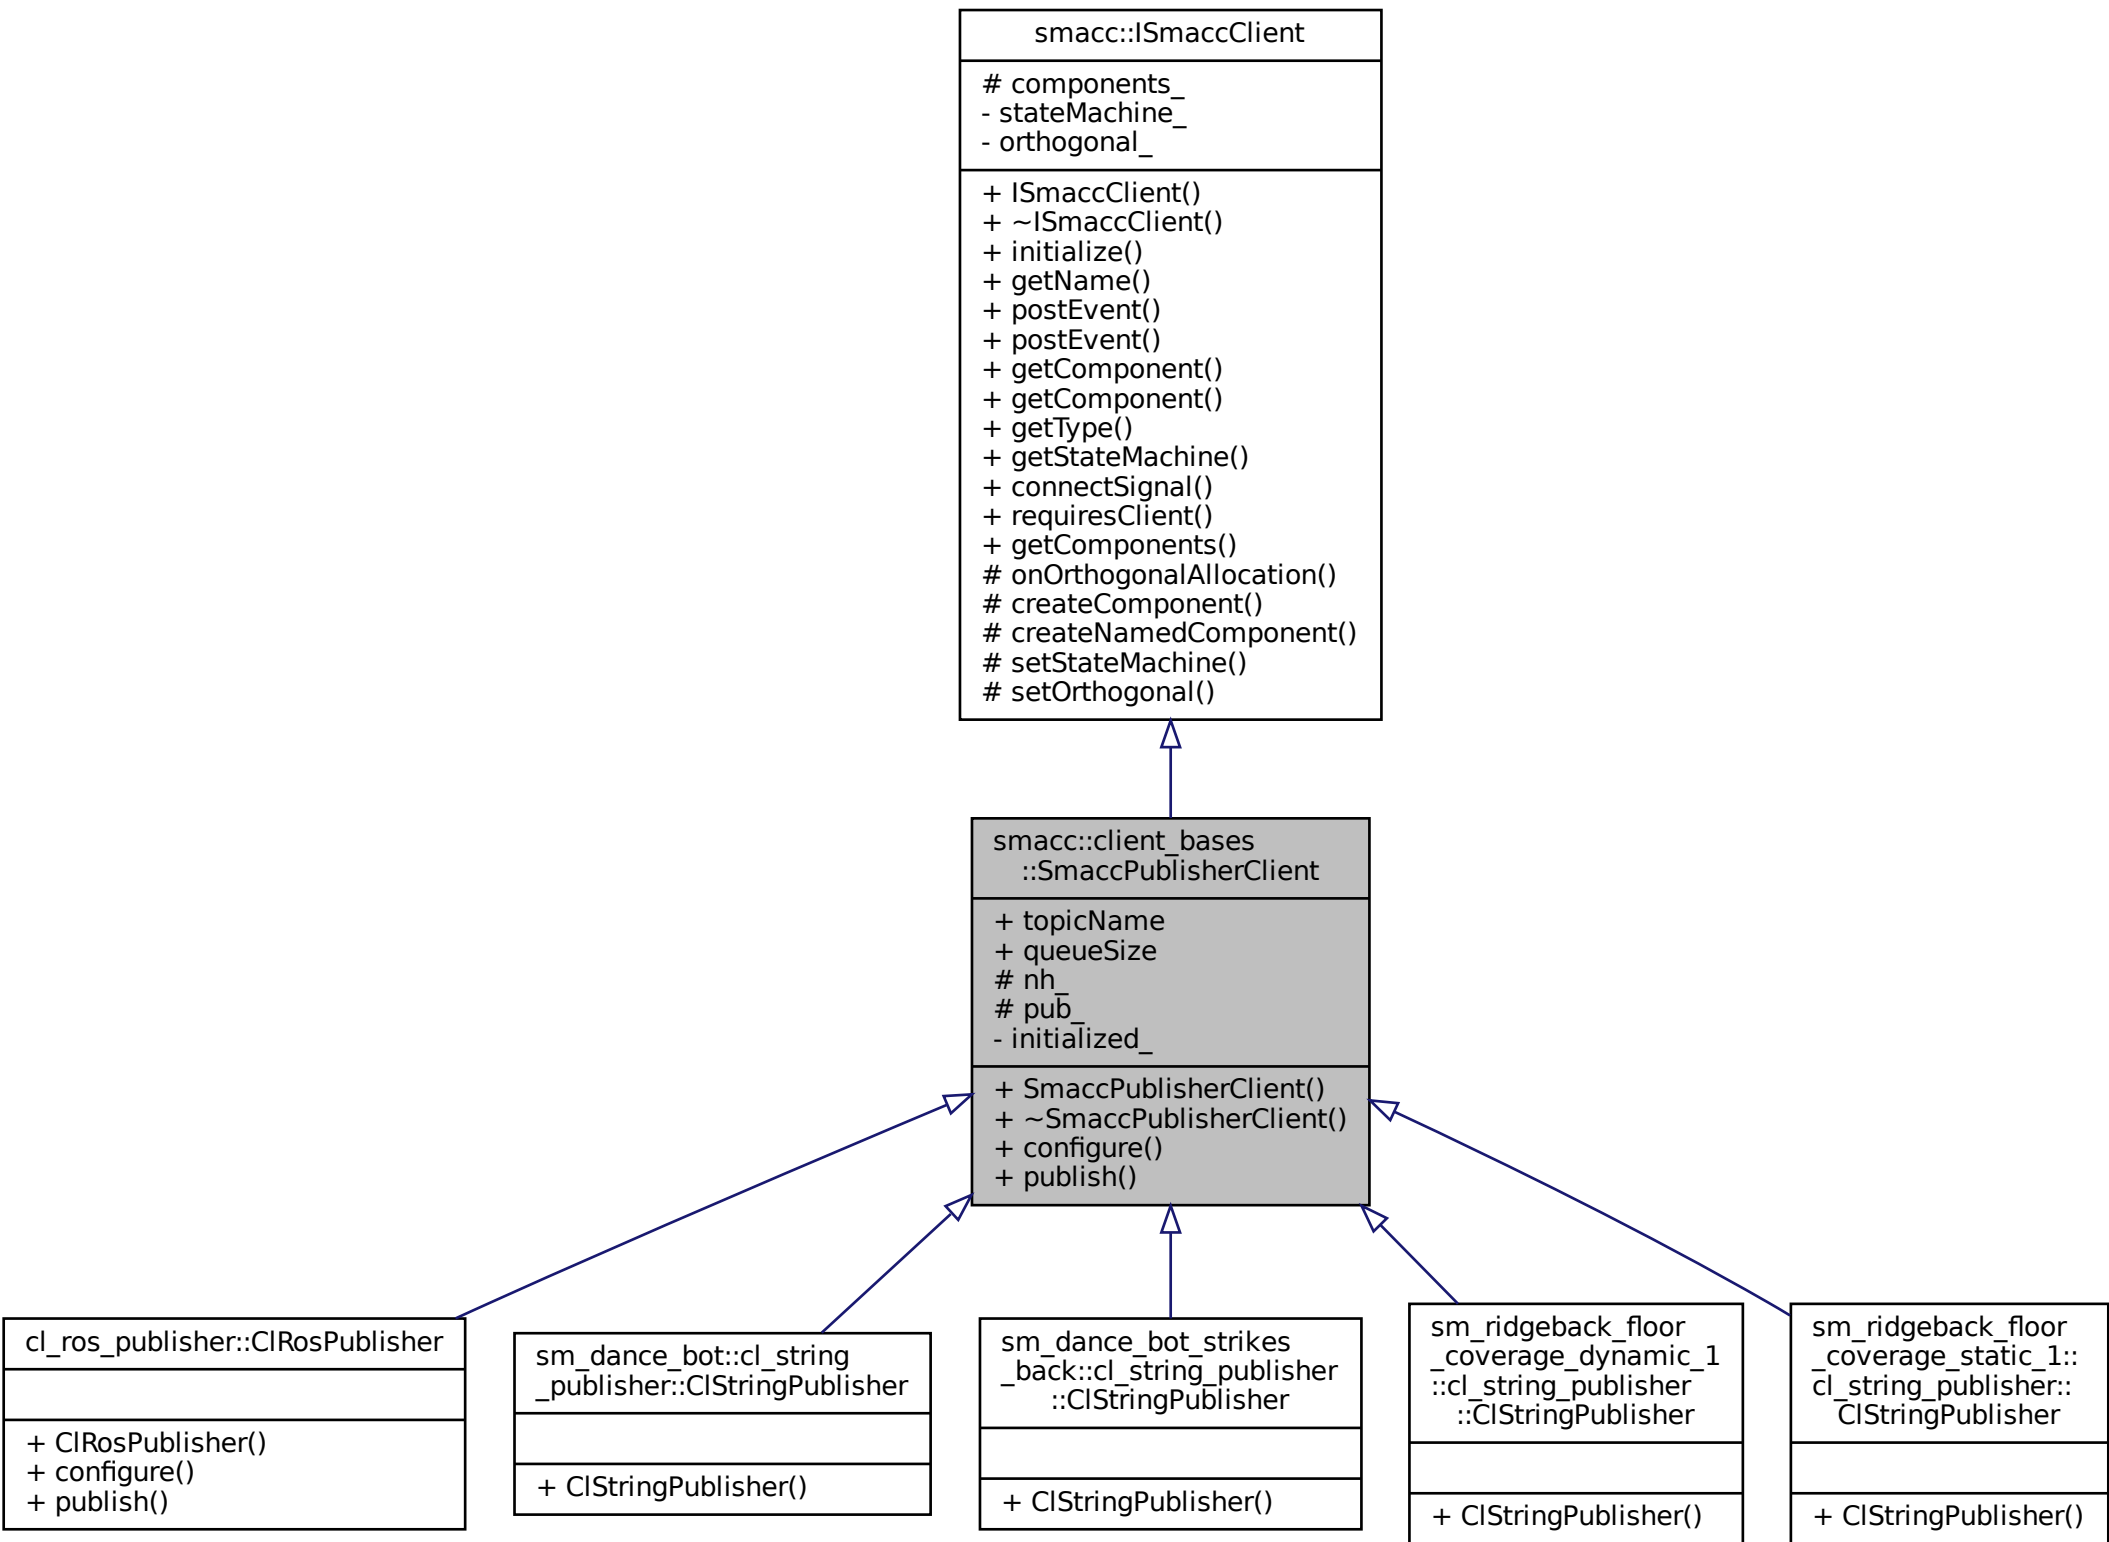 smacc::ISmaccClient
# components_
- stateMachine_
- orthogonal_
+ ISmaccClient()
+ ~ISmaccClient()
+ initialize()
+ getName()
+ postEvent()
+ postEvent()
+ getComponent()
+ getComponent()
+ getType()
+ getStateMachine()
+ connectSignal()
+ requiresClient()
+ getComponents()
# onOrthogonalAllocation()
# createComponent()
# createNamedComponent()
# setStateMachine()
# setOrthogonal()
smacc::client_bases
::SmaccPublisherClient
+ topicName
+ queueSize
# nh_
# pub_
- initialized_
+ SmaccPublisherClient()
+ ~SmaccPublisherClient()
+ configure()
+ publish()
cl_ros_publisher::ClRosPublisher
+ ClRosPublisher()
+ configure()
+ publish()
sm_dance_bot::cl_string
_publisher::ClStringPublisher
+ ClStringPublisher()
sm_dance_bot_strikes
_back::cl_string_publisher
::ClStringPublisher
+ ClStringPublisher()
sm_ridgeback_floor
_coverage_dynamic_1
::cl_string_publisher
::ClStringPublisher
+ ClStringPublisher()
sm_ridgeback_floor
_coverage_static_1::
cl_string_publisher::
ClStringPublisher
+ ClStringPublisher()